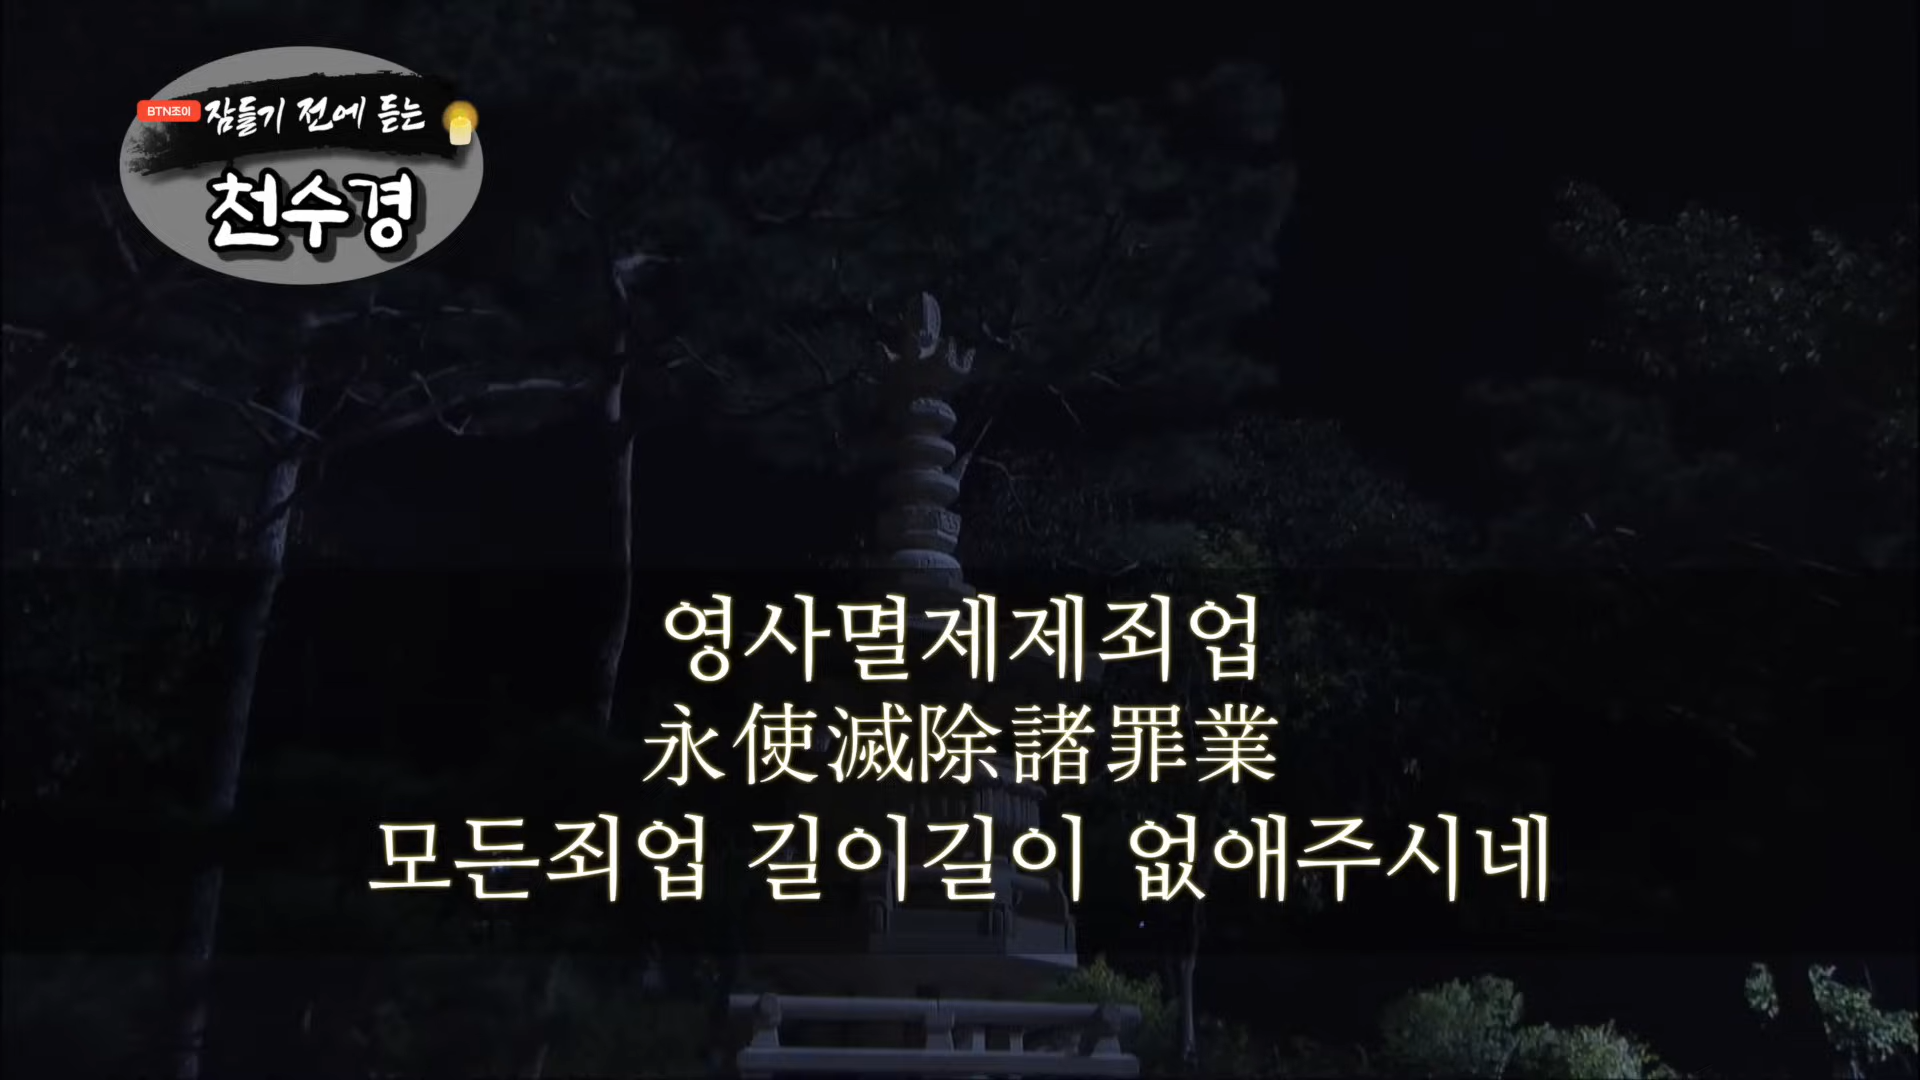 BTN조이 잠들기 전에 듣는
천수경
영사멸제제죄업
永使滅除諸罪業
모든죄업 길이길이 없애주시네